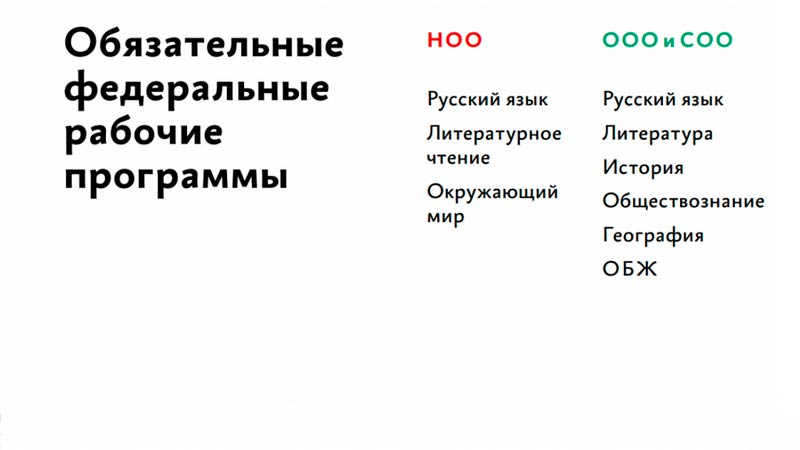 Обязательные
федеральные
рабочие
программы
НОО
Русский язык
Литературное
чтение
Окружающий
мир
ООО и СОО
Русский язык
Литература
История
Обществознание
География
ОБЖ